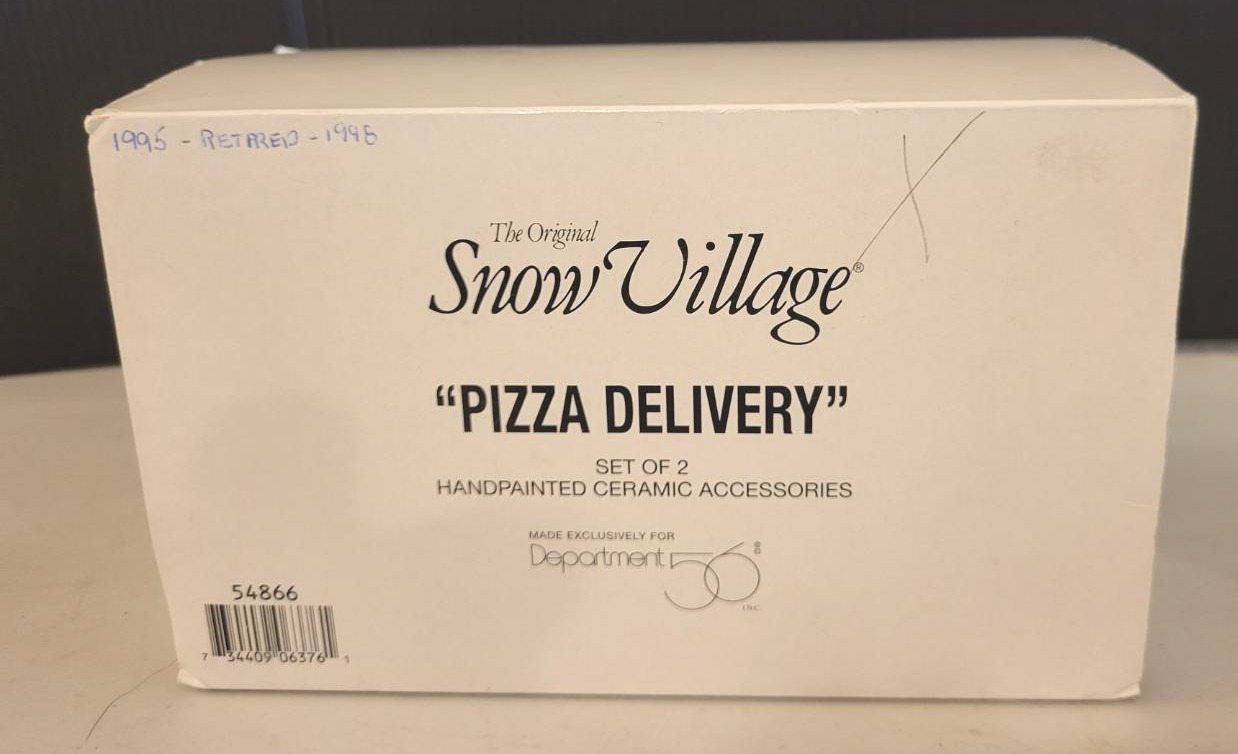 1995 - RETIRED - 1998
The Original
Snow Village®
“PIZZA DELIVERY”
SET OF 2
HANDPAINTED CERAMIC ACCESSORIES
MADE EXCLUSIVELY FOR
Department 56®
INC
54866
7 34409 06376 1